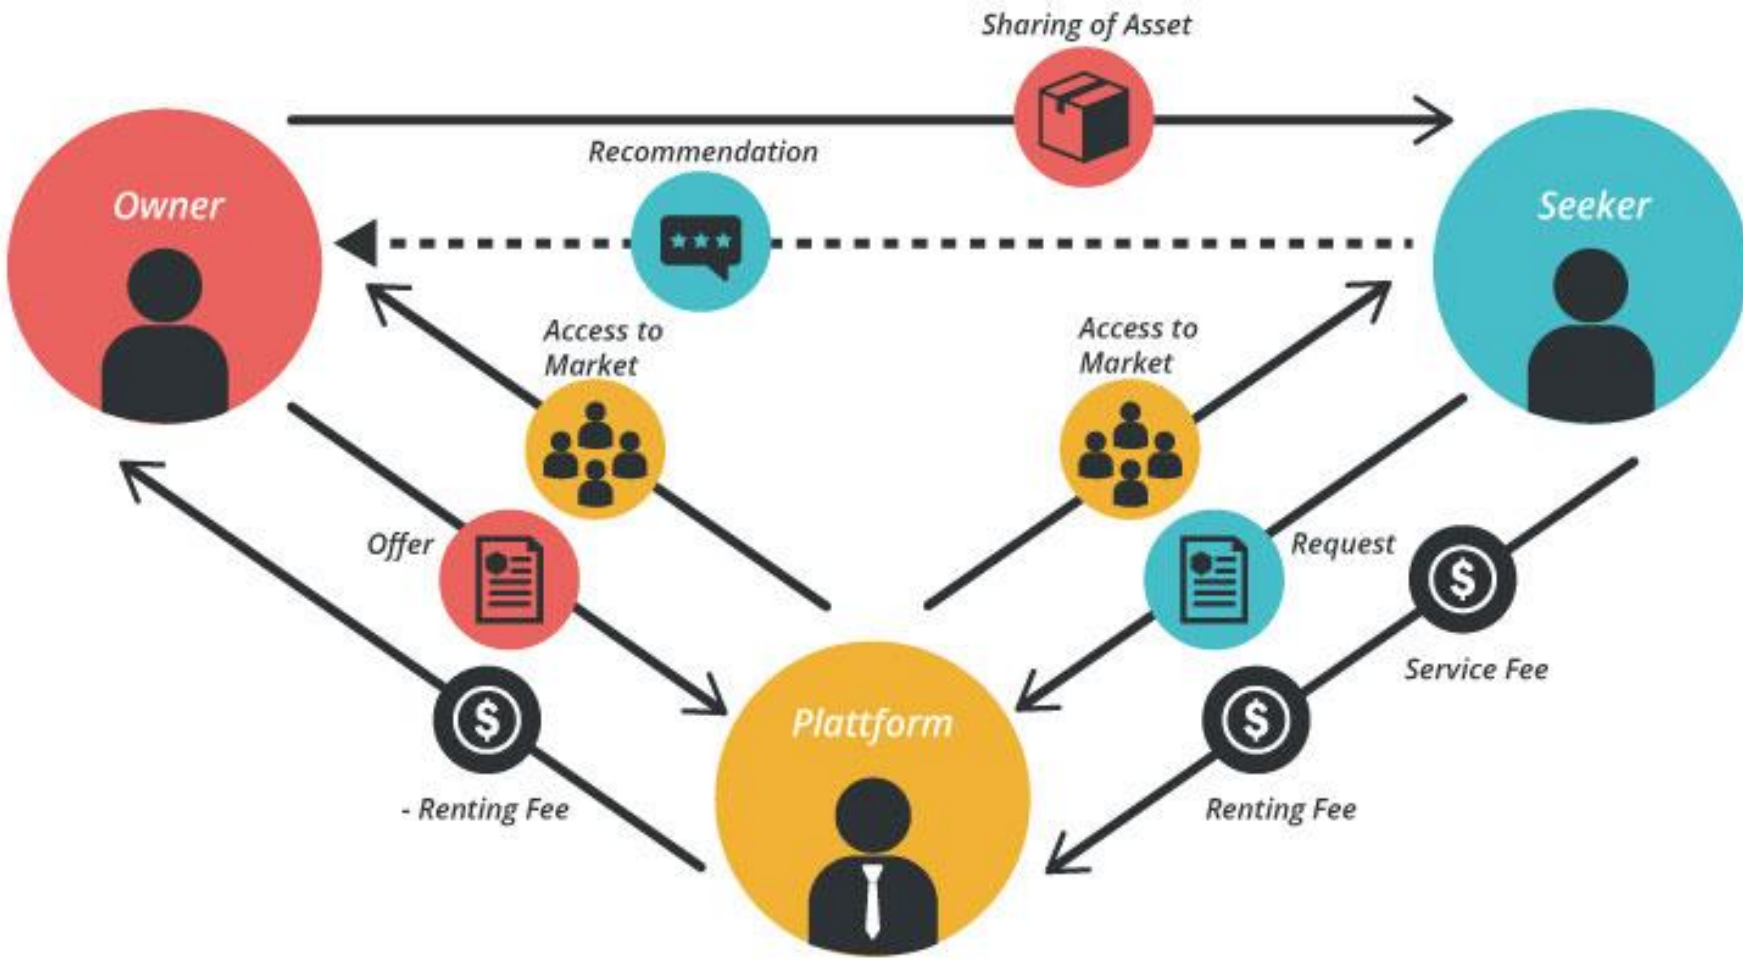 Sharing of Asset
Recommendation
Owner
Seeker
Access to
Market
Access to
Market
Offer
Request
Service Fee
Plattform
- Renting Fee
Renting Fee